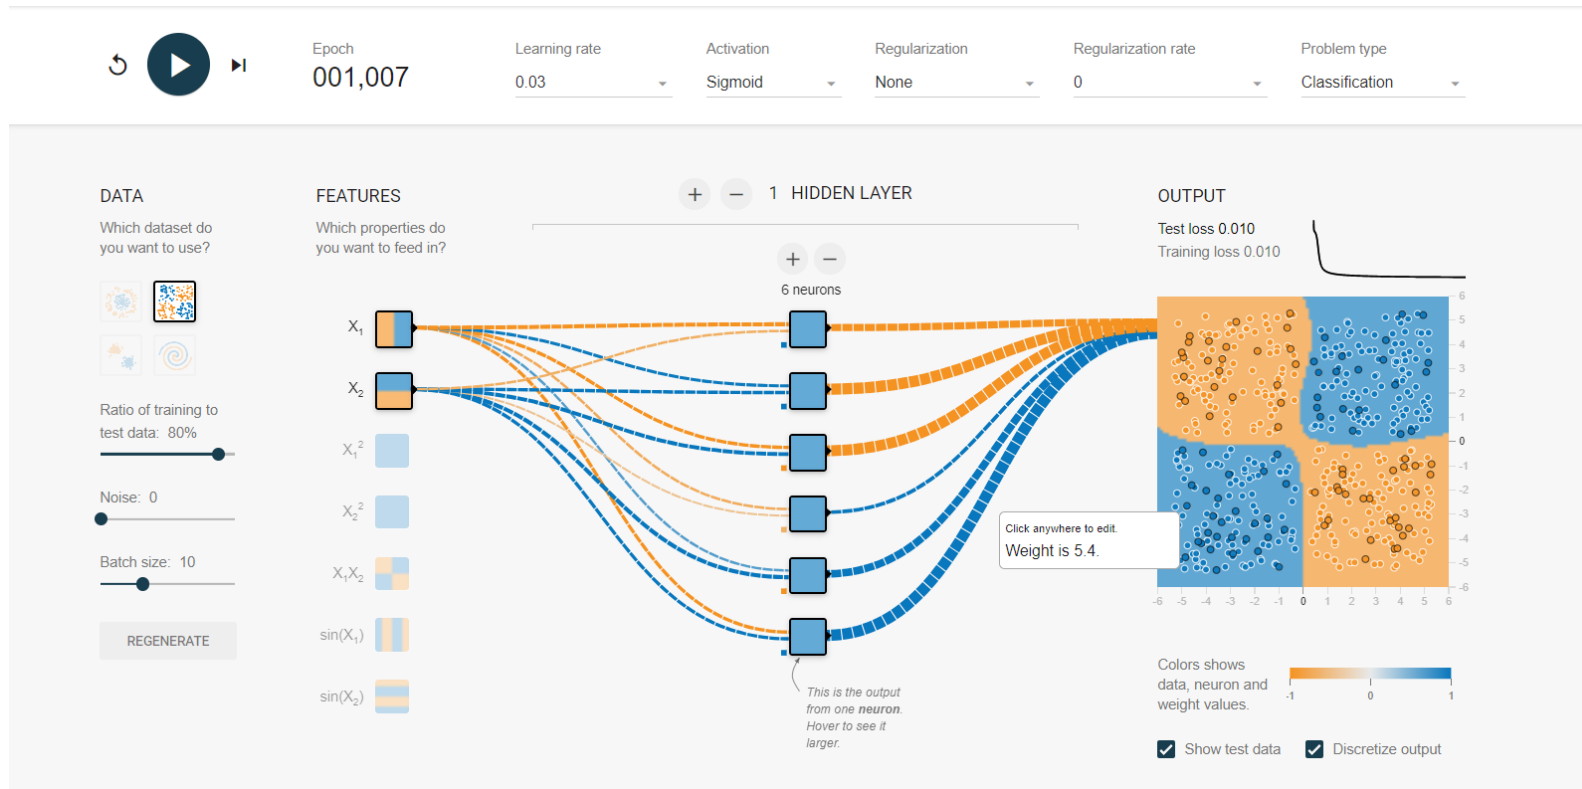 Epoch
001,007
Learning rate
0.03
Activation
Sigmoid
Regularization
None
Regularization rate
0
Problem type
Classification
DATA
Which dataset do
you want to use?
Ratio of training to
test data: 80%
Noise: 0
Batch size: 10
REGENERATE
FEATURES
Which properties do
you want to feed in?
X₁
X₂
X₁²
X₂²
X₁X₂
sin(X₁)
sin(X₂)
+ − 1 HIDDEN LAYER
+ −
6 neurons
This is the output
from one neuron.
Hover to see it
larger.
Click anywhere to edit.
Weight is 5.4.
OUTPUT
Test loss 0.010
Training loss 0.010
6
5
4
3
2
1
0
-1
-2
-3
-4
-5
-6
-6 -5 -4 -3 -2 -1 0 1 2 3 4 5 6
Colors shows
data, neuron and
weight values.
-1 0 1
Show test data
Discretize output